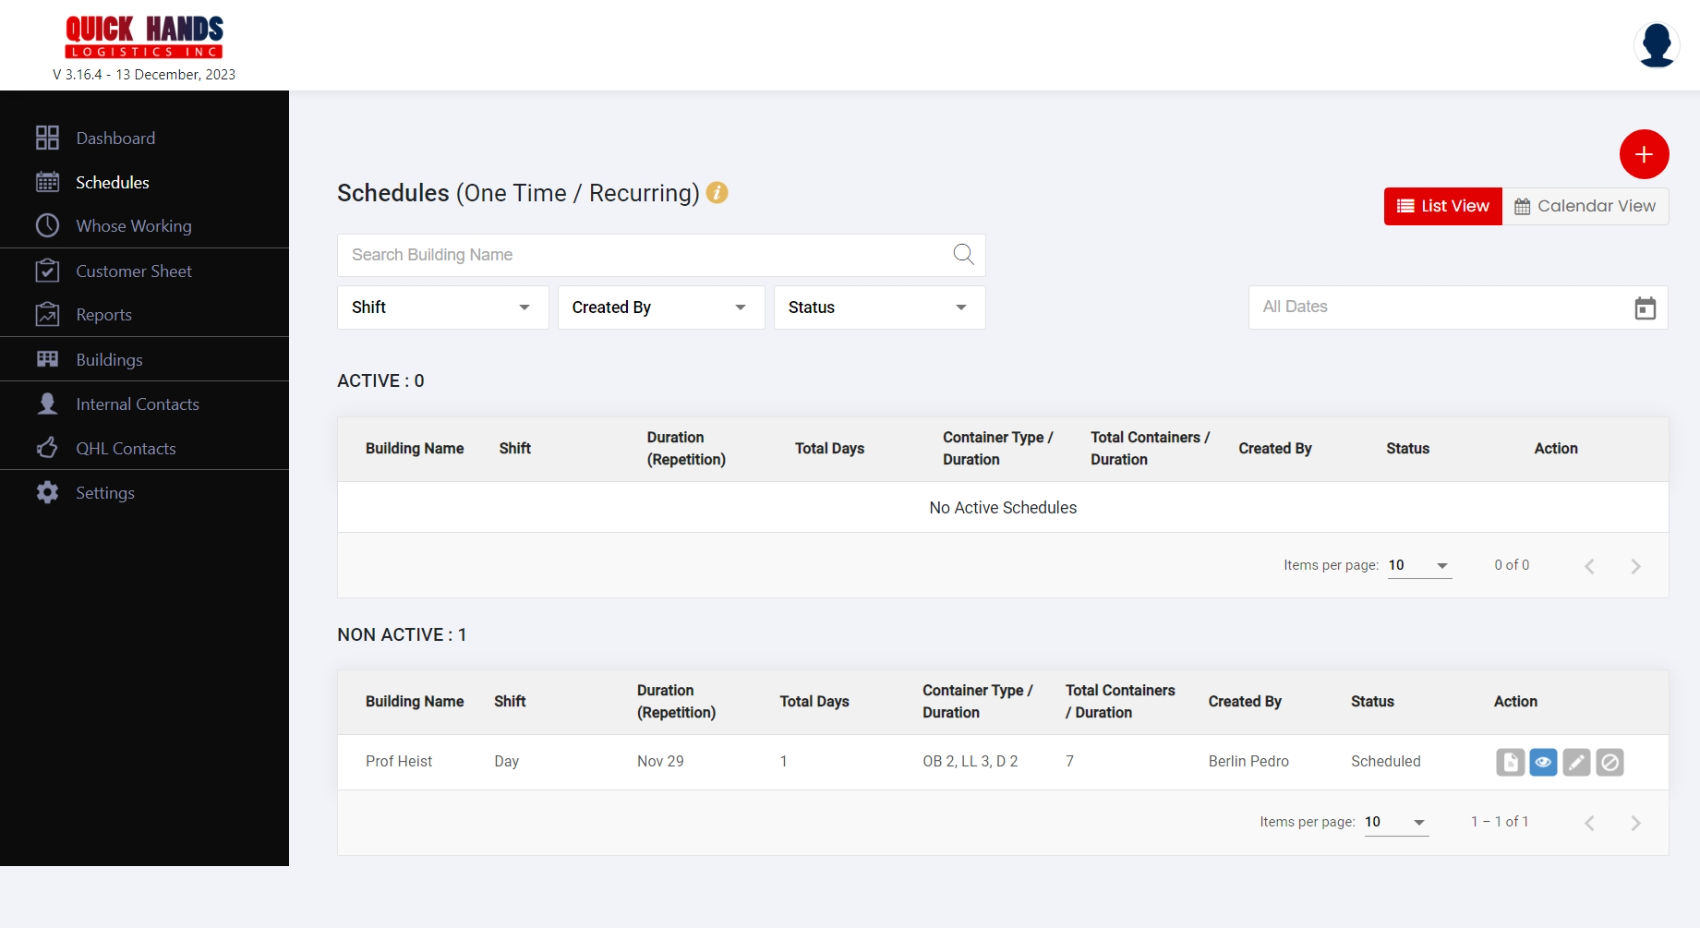 QUICK HANDS
LOGISTICS INC
V 3.16.4 - 13 December, 2023
Dashboard
Schedules
Whose Working
Customer Sheet
Reports
Buildings
Internal Contacts
QHL Contacts
Settings
+
Schedules (One Time / Recurring) i
List View
Calendar View
Search Building Name
Shift
Created By
Status
All Dates
ACTIVE : 0
Building Name
Shift
Duration
(Repetition)
Total Days
Container Type /
Duration
Total Containers /
Duration
Created By
Status
Action
No Active Schedules
Items per page: 10
0 of 0
NON ACTIVE : 1
Building Name
Shift
Duration
(Repetition)
Total Days
Container Type /
Duration
Total Containers
/ Duration
Created By
Status
Action
Prof Heist
Day
Nov 29
1
OB 2, LL 3, D 2
7
Berlin Pedro
Scheduled
Items per page: 10
1 – 1 of 1